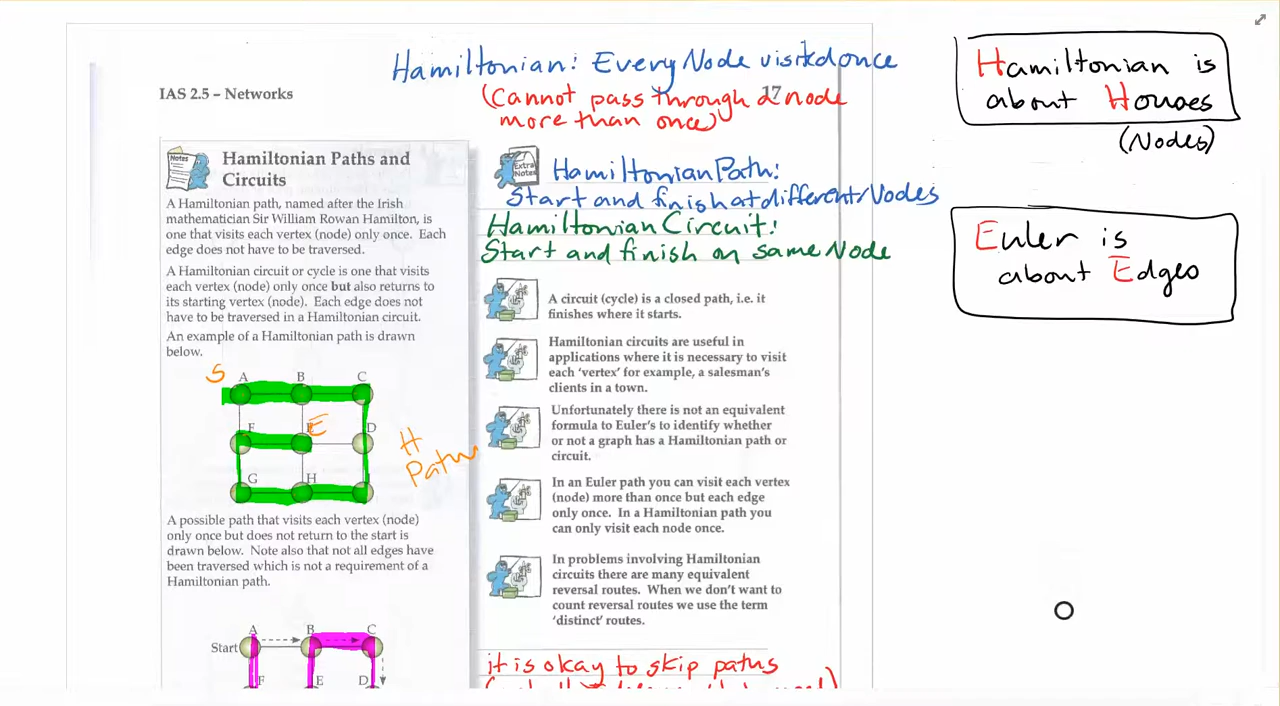 Hamiltonian: Every Node visited once
IAS 2.5 – Networks
(Cannot pass through a node
17
more than once)
Notes
Hamiltonian Paths and
Circuits
A Hamiltonian path, named after the Irish
mathematician Sir William Rowan Hamilton, is
one that visits each vertex (node) only once. Each
edge does not have to be traversed.
A Hamiltonian circuit or cycle is one that visits
each vertex (node) only once but also returns to
its starting vertex (node). Each edge does not
have to be traversed in a Hamiltonian circuit.
An example of a Hamiltonian path is drawn
below.
S
A B C
F E D
G H
H
Path
A possible path that visits each vertex (node)
only once but does not return to the start is
drawn below. Note also that not all edges have
been traversed which is not a requirement of a
Hamiltonian path.
A B C
Start
F E D
Extra
Notes
Hamiltonian Path:
Start and finish at different Nodes
Hamiltonian Circuit:
Start and finish on same Node
A circuit (cycle) is a closed path, i.e. it
finishes where it starts.
Hamiltonian circuits are useful in
applications where it is necessary to visit
each ‘vertex’ for example, a salesman’s
clients in a town.
Unfortunately there is not an equivalent
formula to Euler’s to identify whether
or not a graph has a Hamiltonian path or
circuit.
In an Euler path you can visit each vertex
(node) more than once but each edge
only once. In a Hamiltonian path you
can only visit each node once.
In problems involving Hamiltonian
circuits there are many equivalent
reversal routes. When we don’t want to
count reversal routes we use the term
‘distinct’ routes.
it is okay to skip paths
Hamiltonian is
about Houses
(Nodes)
Euler is
about Edges